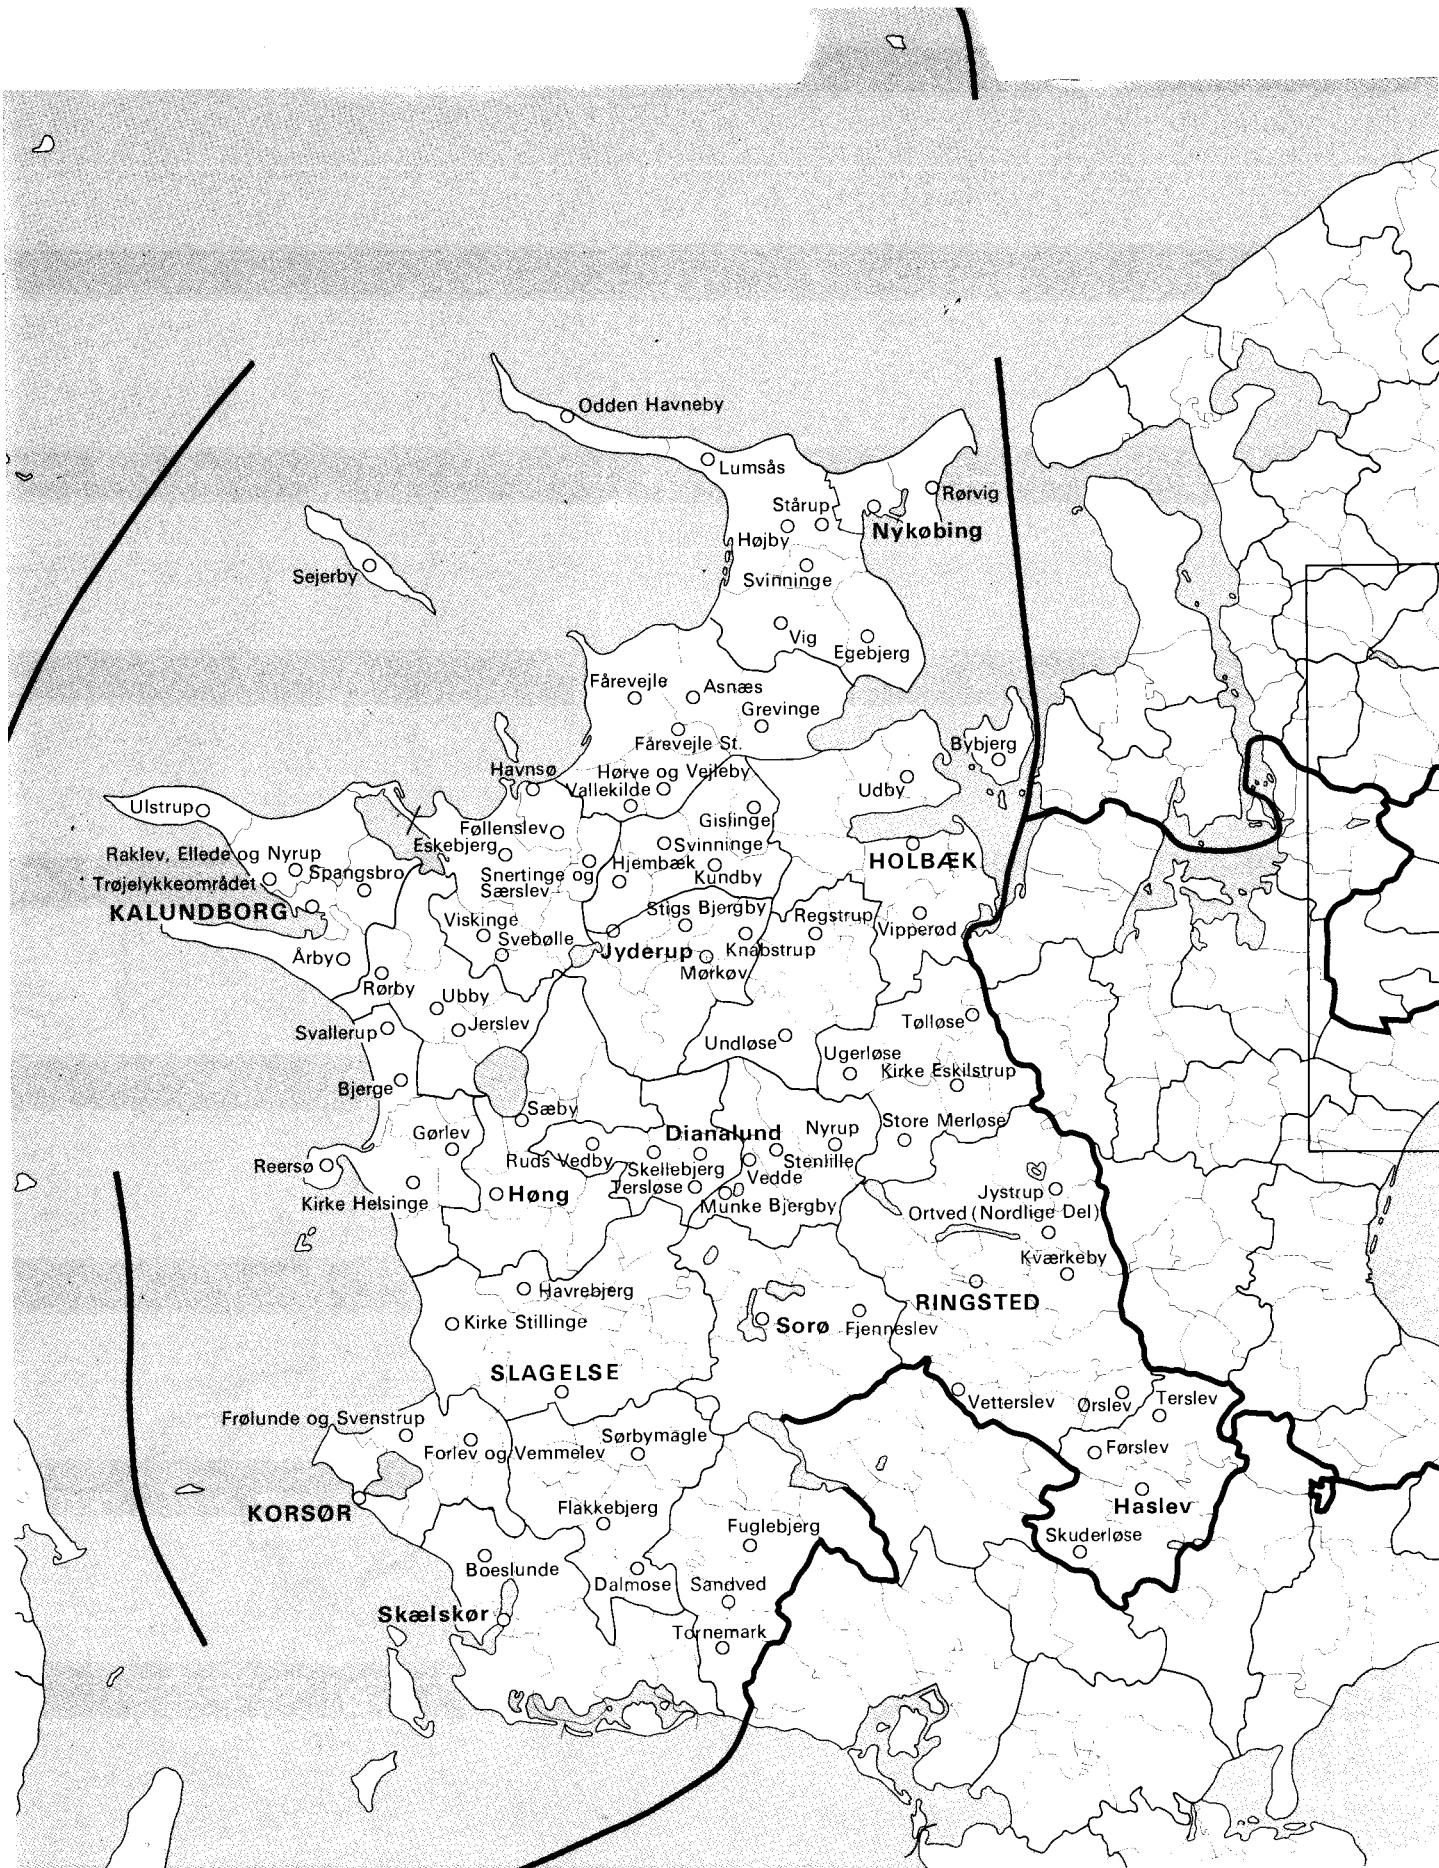 Odden Havneby
Lumsås
Rørvig
Stårup
Nykøbing
Højby
Sejerby
Svinninge
Vig
Egebjerg
Fårevejle
Asnæs
Grevinge
Fårevejle St.
Bybjerg
Havnsø
Hørve og Vejleby
Vallekilde
Udby
Ulstrup
Gislinge
Føllenslev
Eskebjerg
Svinninge
Raklev, Ellede og Nyrup
Hjembæk
HOLBÆK
Spangsbro
Snertinge og
Særslev
Kundby
Trøjelykkeområdet
KALUNDBORG
Stigs Bjergby
Regstrup
Viskinge
Vipperød
Svebølle
Jyderup
Knabstrup
Årby
Mørkøv
Rørby
Ubby
Svallerup
Jerslev
Tølløse
Undløse
Ugerløse
Kirke Eskilstrup
Bjerge
Sæby
Gørlev
Dianalund
Nyrup
Store Merløse
Reersø
Ruds Vedby
Skellebjerg
Stenlille
Vedde
Tersløse
Kirke Helsinge
Høng
Munke Bjergby
Jystrup
Ortved (Nordlige Del)
Kværkeby
Havrebjerg
RINGSTED
Kirke Stillinge
Sorø
Fjenneslev
SLAGELSE
Vetterslev
Ørslev
Terslev
Frølunde og Svenstrup
Sørbymagle
Forlev og Vemmelev
Førslev
KORSØR
Flakkebjerg
Haslev
Fuglebjerg
Skuderløse
Boeslunde
Dalmose
Sandved
Skælskør
Tornemark